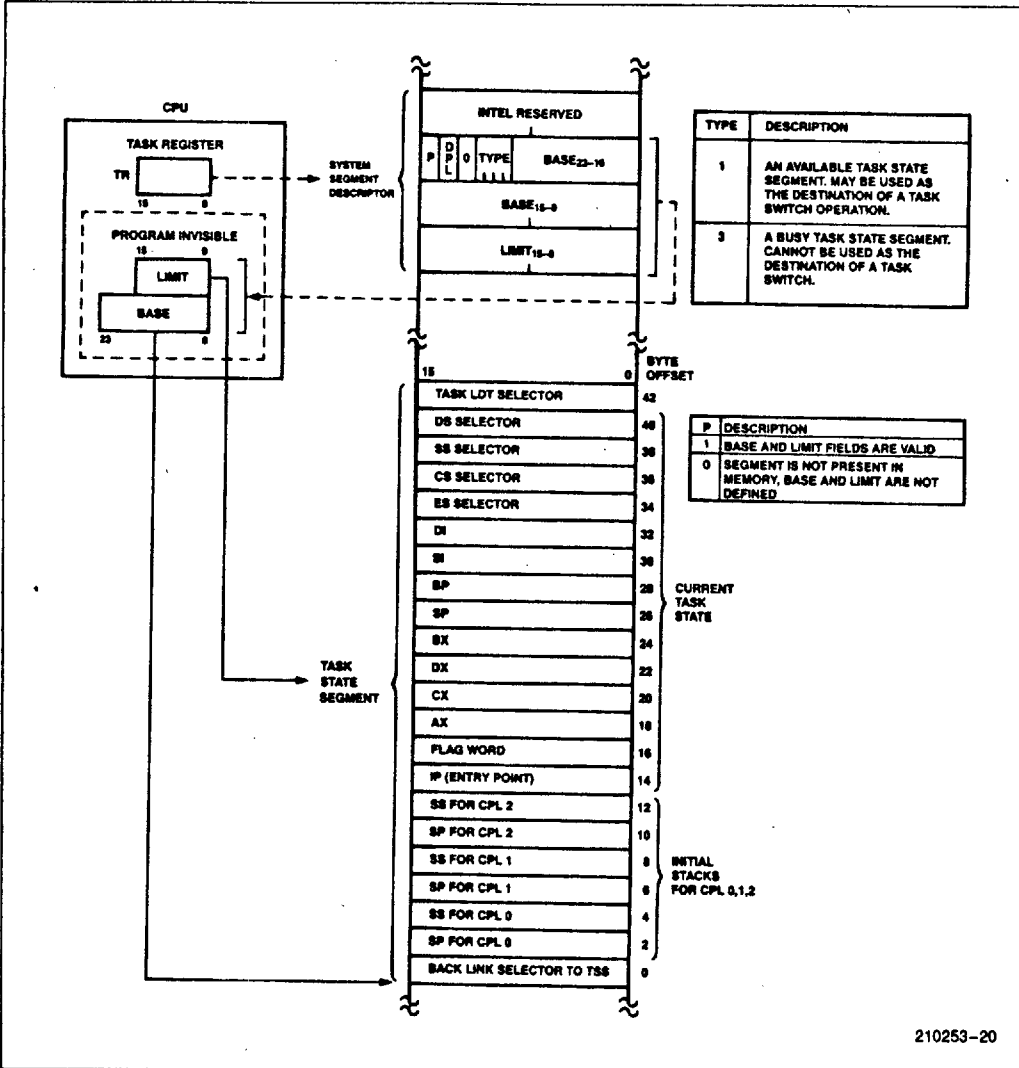 CPU
TASK REGISTER
TR
15 0
PROGRAM INVISIBLE
15 0
LIMIT
BASE
23 0
SYSTEM
SEGMENT
DESCRIPTOR
INTEL RESERVED
P DPL 0 TYPE BASE23–16
BASE15–0
LIMIT15–0
TYPE DESCRIPTION
1 AN AVAILABLE TASK STATE
SEGMENT. MAY BE USED AS
THE DESTINATION OF A TASK
SWITCH OPERATION.
3 A BUSY TASK STATE SEGMENT.
CANNOT BE USED AS THE
DESTINATION OF A TASK
SWITCH.
P DESCRIPTION
1 BASE AND LIMIT FIELDS ARE VALID
0 SEGMENT IS NOT PRESENT IN
MEMORY, BASE AND LIMIT ARE NOT
DEFINED
15 0
BYTE
OFFSET
TASK LDT SELECTOR 42
DS SELECTOR 40
SS SELECTOR 38
CS SELECTOR 36
ES SELECTOR 34
DI 32
SI 30
BP 28
SP 26
BX 24
DX 22
CX 20
AX 18
FLAG WORD 16
IP (ENTRY POINT) 14
SS FOR CPL 2 12
SP FOR CPL 2 10
SS FOR CPL 1 8
SP FOR CPL 1 6
SS FOR CPL 0 4
SP FOR CPL 0 2
BACK LINK SELECTOR TO TSS 0
TASK
STATE
SEGMENT
CURRENT
TASK
STATE
INITIAL
STACKS
FOR CPL 0,1,2
210253–20